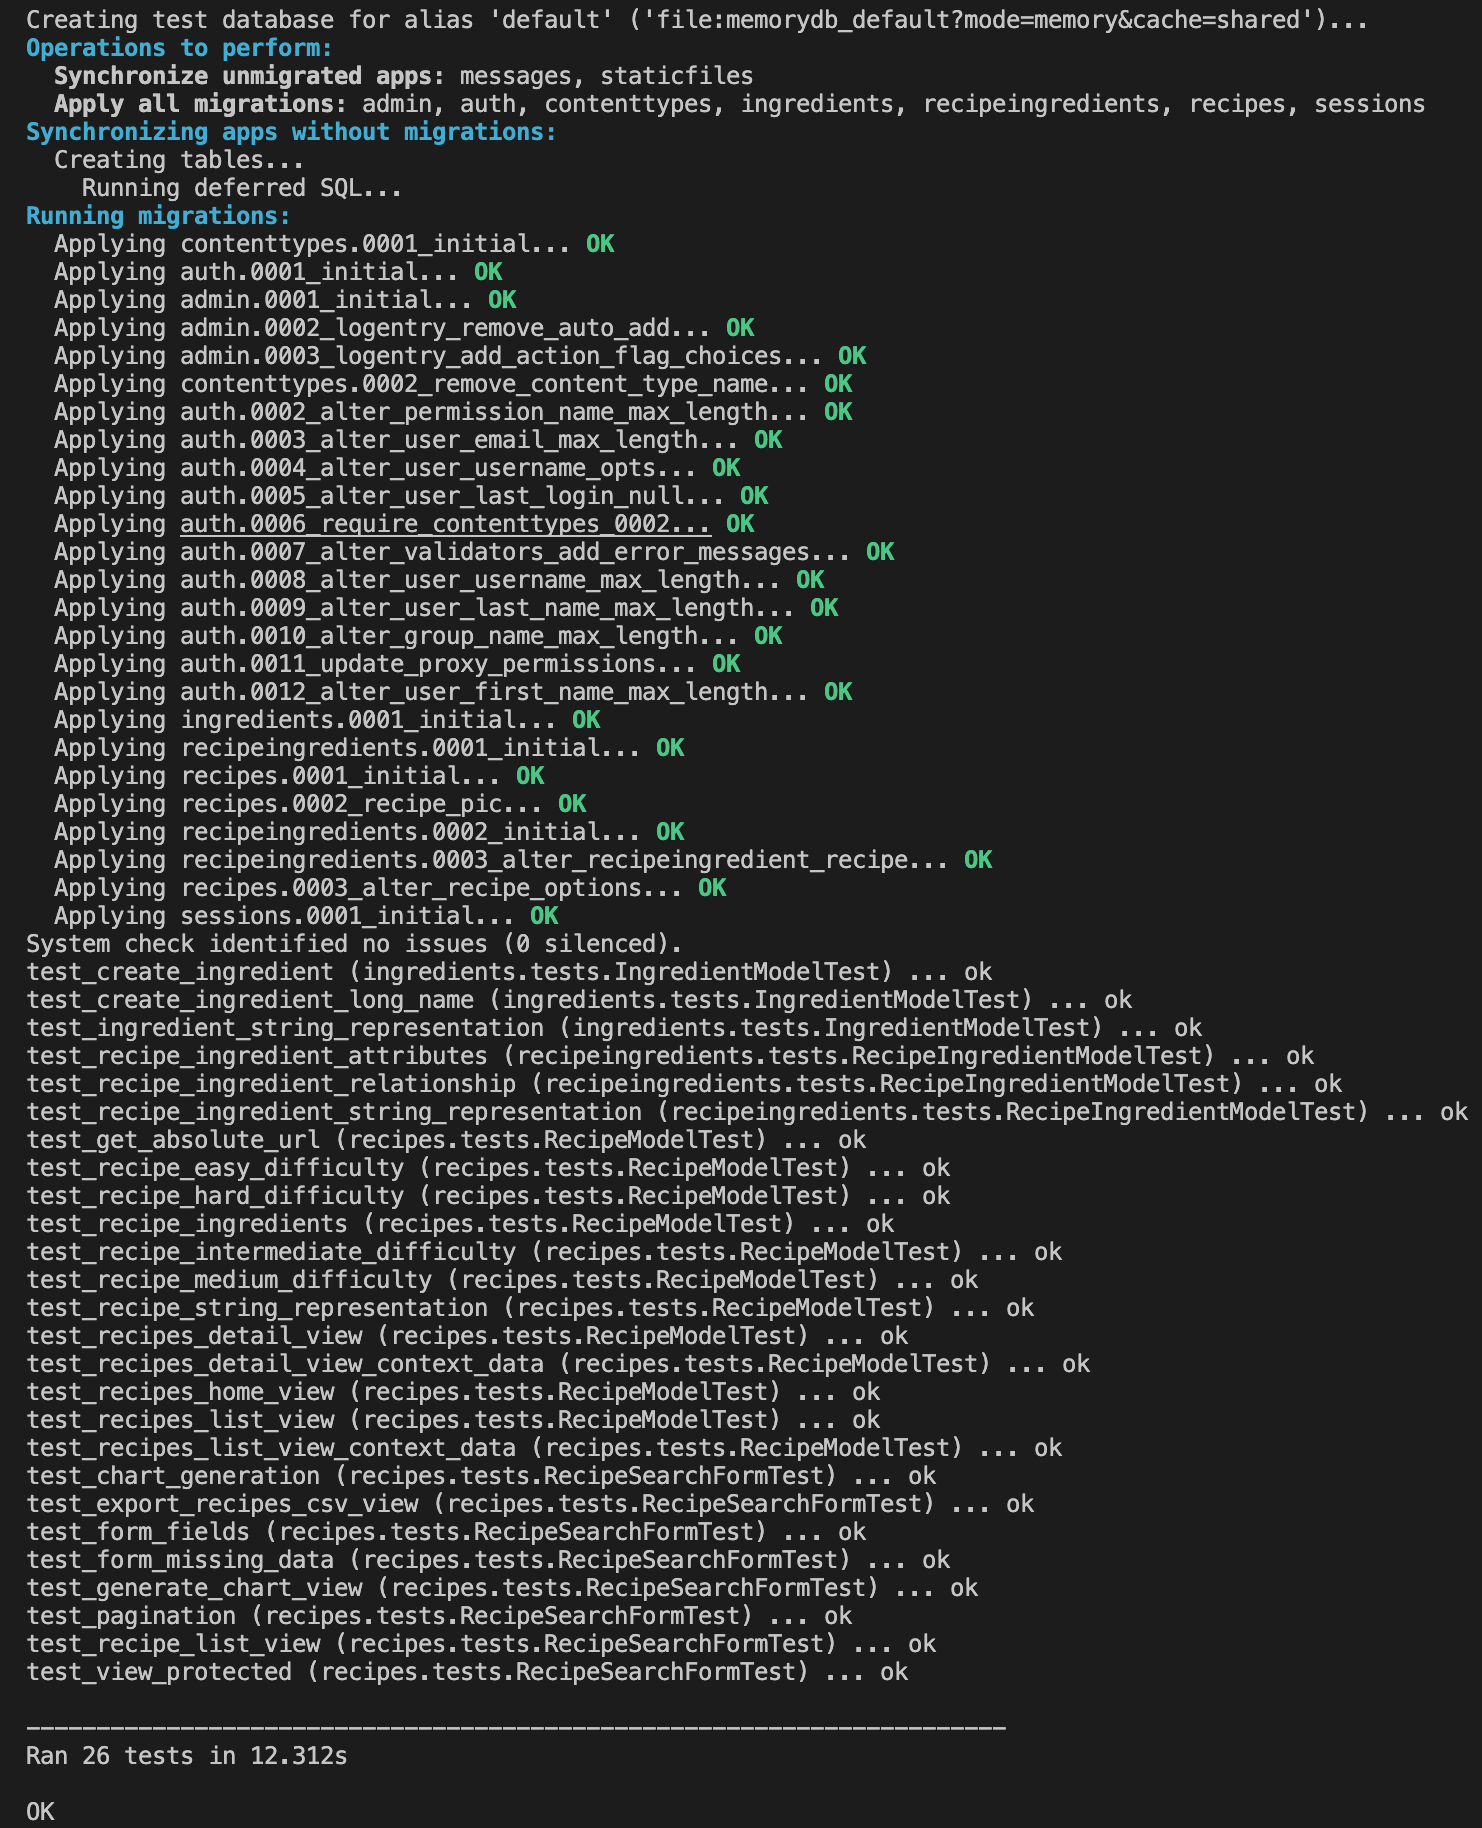 Creating test database for alias 'default' ('file:memorydb_default?mode=memory&cache=shared')...
Operations to perform:
  Synchronize unmigrated apps: messages, staticfiles
  Apply all migrations: admin, auth, contenttypes, ingredients, recipeingredients, recipes, sessions
Synchronizing apps without migrations:
  Creating tables...
    Running deferred SQL...
Running migrations:
  Applying contenttypes.0001_initial... OK
  Applying auth.0001_initial... OK
  Applying admin.0001_initial... OK
  Applying admin.0002_logentry_remove_auto_add... OK
  Applying admin.0003_logentry_add_action_flag_choices... OK
  Applying contenttypes.0002_remove_content_type_name... OK
  Applying auth.0002_alter_permission_name_max_length... OK
  Applying auth.0003_alter_user_email_max_length... OK
  Applying auth.0004_alter_user_username_opts... OK
  Applying auth.0005_alter_user_last_login_null... OK
  Applying auth.0006_require_contenttypes_0002... OK
  Applying auth.0007_alter_validators_add_error_messages... OK
  Applying auth.0008_alter_user_username_max_length... OK
  Applying auth.0009_alter_user_last_name_max_length... OK
  Applying auth.0010_alter_group_name_max_length... OK
  Applying auth.0011_update_proxy_permissions... OK
  Applying auth.0012_alter_user_first_name_max_length... OK
  Applying ingredients.0001_initial... OK
  Applying recipeingredients.0001_initial... OK
  Applying recipes.0001_initial... OK
  Applying recipes.0002_recipe_pic... OK
  Applying recipeingredients.0002_initial... OK
  Applying recipeingredients.0003_alter_recipeingredient_recipe... OK
  Applying recipes.0003_alter_recipe_options... OK
  Applying sessions.0001_initial... OK
System check identified no issues (0 silenced).
test_create_ingredient (ingredients.tests.IngredientModelTest) ... ok
test_create_ingredient_long_name (ingredients.tests.IngredientModelTest) ... ok
test_ingredient_string_representation (ingredients.tests.IngredientModelTest) ... ok
test_recipe_ingredient_attributes (recipeingredients.tests.RecipeIngredientModelTest) ... ok
test_recipe_ingredient_relationship (recipeingredients.tests.RecipeIngredientModelTest) ... ok
test_recipe_ingredient_string_representation (recipeingredients.tests.RecipeIngredientModelTest) ... ok
test_get_absolute_url (recipes.tests.RecipeModelTest) ... ok
test_recipe_easy_difficulty (recipes.tests.RecipeModelTest) ... ok
test_recipe_hard_difficulty (recipes.tests.RecipeModelTest) ... ok
test_recipe_ingredients (recipes.tests.RecipeModelTest) ... ok
test_recipe_intermediate_difficulty (recipes.tests.RecipeModelTest) ... ok
test_recipe_medium_difficulty (recipes.tests.RecipeModelTest) ... ok
test_recipe_string_representation (recipes.tests.RecipeModelTest) ... ok
test_recipes_detail_view (recipes.tests.RecipeModelTest) ... ok
test_recipes_detail_view_context_data (recipes.tests.RecipeModelTest) ... ok
test_recipes_home_view (recipes.tests.RecipeModelTest) ... ok
test_recipes_list_view (recipes.tests.RecipeModelTest) ... ok
test_recipes_list_view_context_data (recipes.tests.RecipeModelTest) ... ok
test_chart_generation (recipes.tests.RecipeSearchFormTest) ... ok
test_export_recipes_csv_view (recipes.tests.RecipeSearchFormTest) ... ok
test_form_fields (recipes.tests.RecipeSearchFormTest) ... ok
test_form_missing_data (recipes.tests.RecipeSearchFormTest) ... ok
test_generate_chart_view (recipes.tests.RecipeSearchFormTest) ... ok
test_pagination (recipes.tests.RecipeSearchFormTest) ... ok
test_recipe_list_view (recipes.tests.RecipeSearchFormTest) ... ok
test_view_protected (recipes.tests.RecipeSearchFormTest) ... ok

----------------------------------------------------------------------
Ran 26 tests in 12.312s

OK